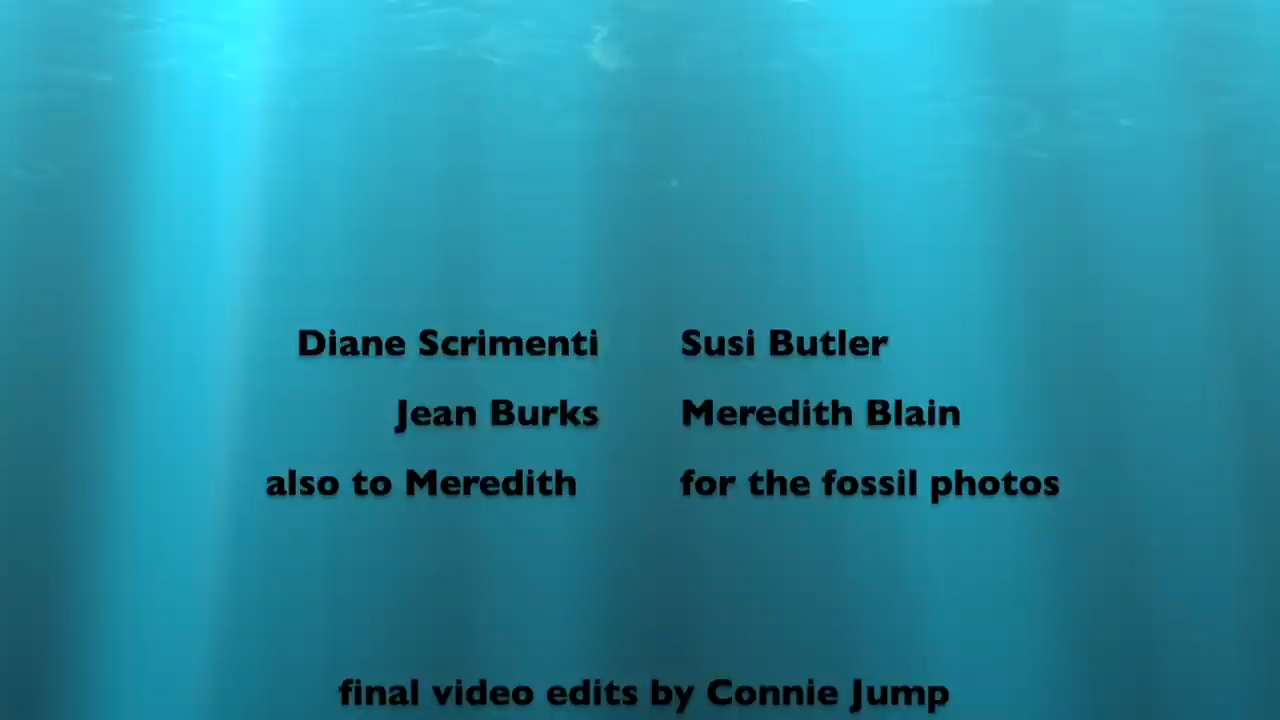 Diane Scrimenti Susi Butler
Jean Burks Meredith Blain
also to Meredith for the fossil photos
final video edits by Connie Jump